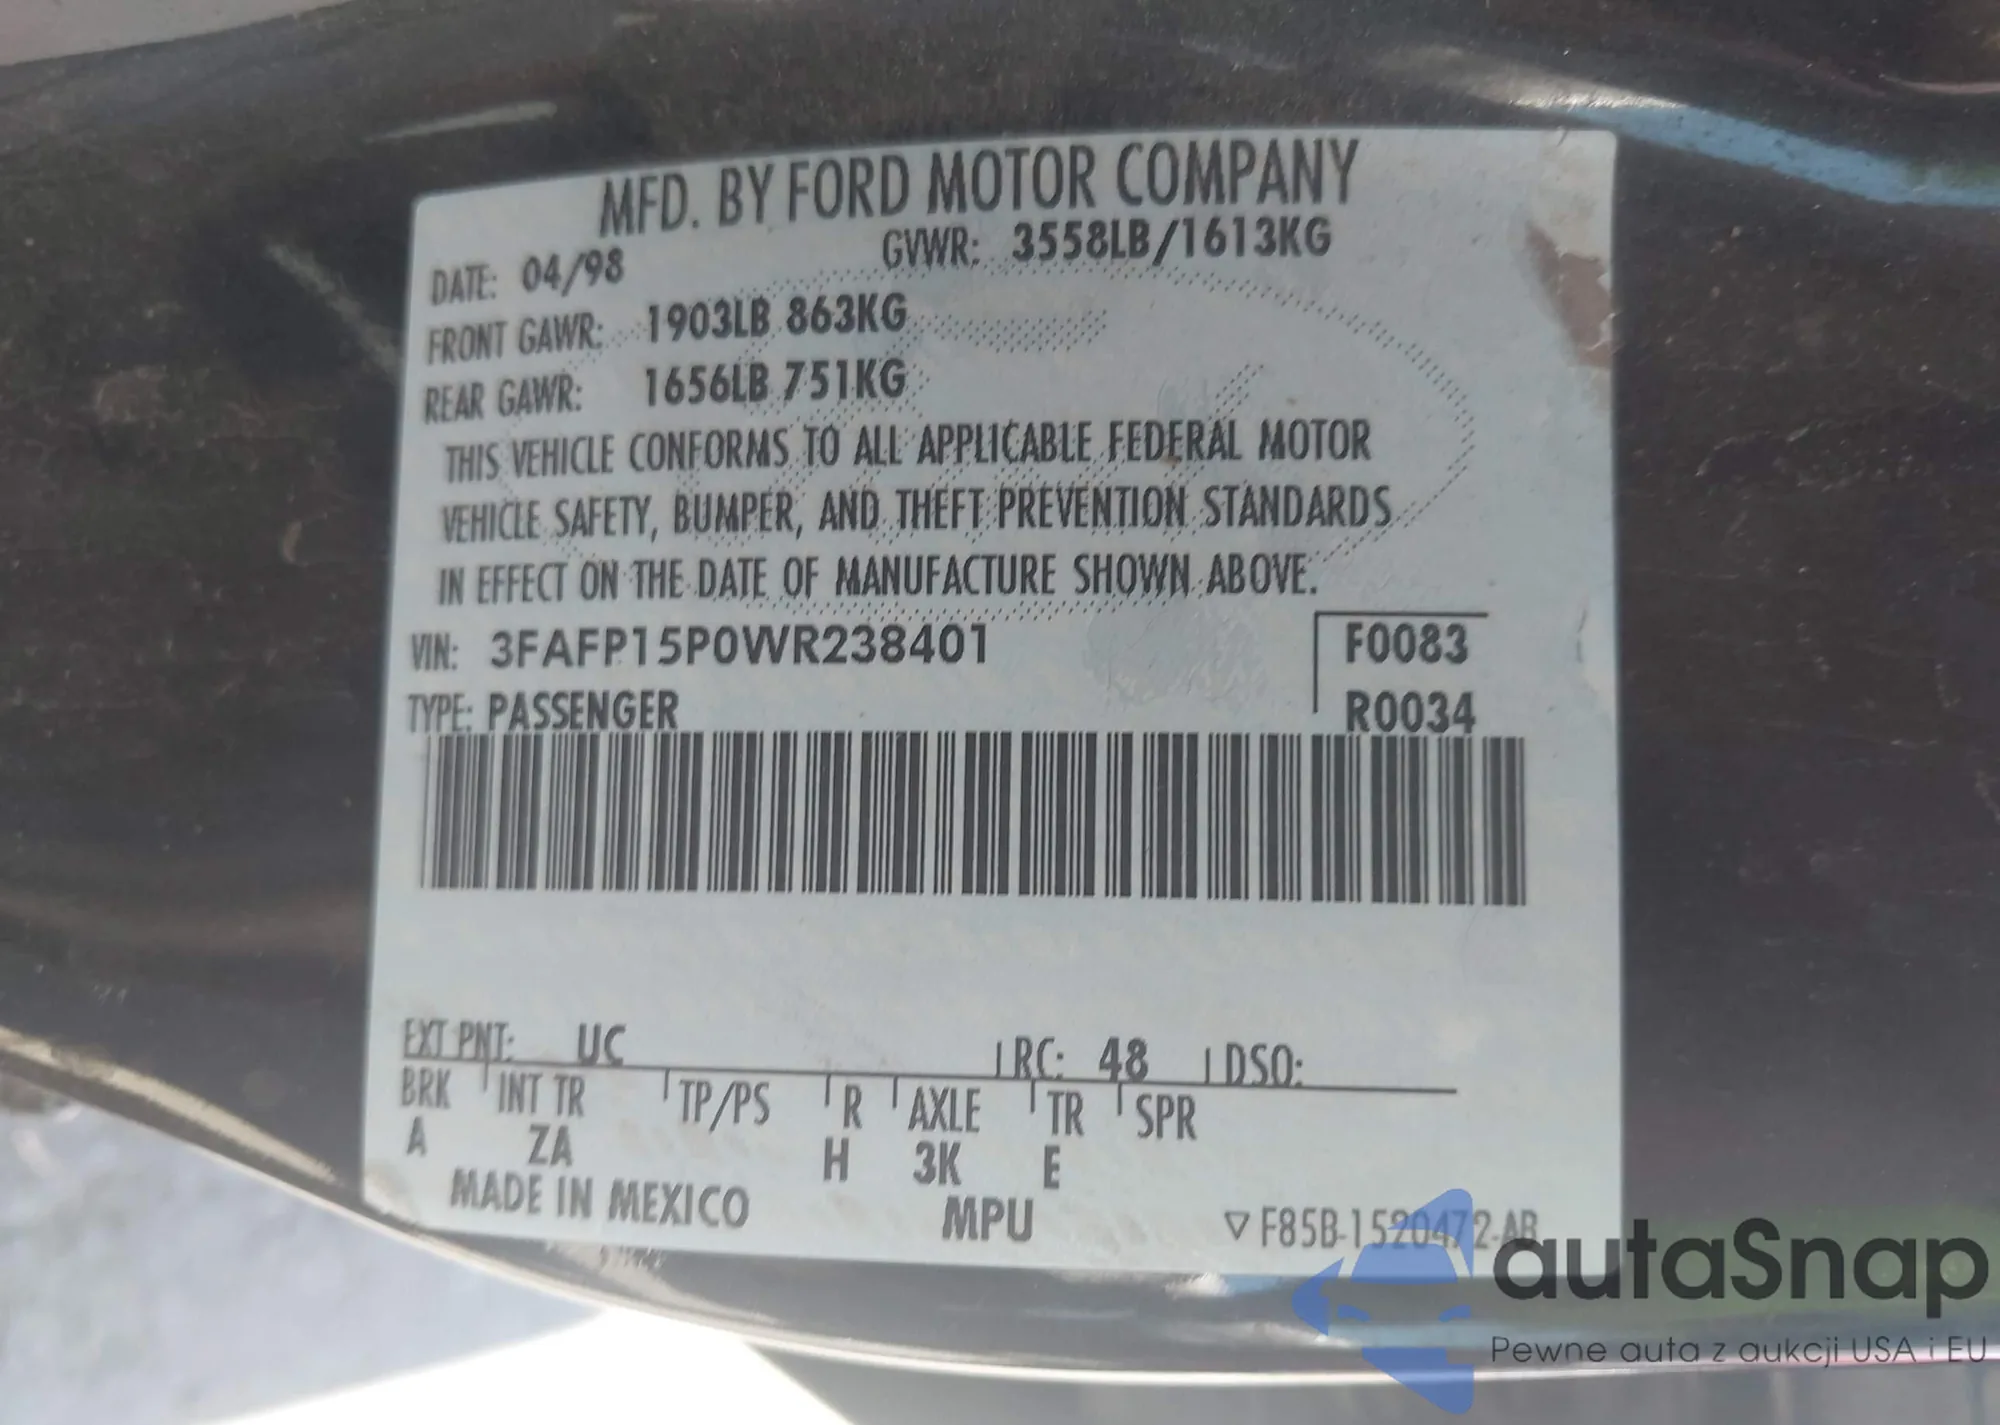 MFD. BY FORD MOTOR COMPANY
DATE: 04/98 GVWR: 3558LB/1613KG
FRONT GAWR: 1903LB 863KG
REAR GAWR: 1656LB 751KG
THIS VEHICLE CONFORMS TO ALL APPLICABLE FEDERAL MOTOR
VEHICLE SAFETY, BUMPER, AND THEFT PREVENTION STANDARDS
IN EFFECT ON THE DATE OF MANUFACTURE SHOWN ABOVE.
VIN: 3FAFP15P0WR238401 F0083
TYPE: PASSENGER R0034
EXT PNT: UC RC: 48 DSO:
BRK INT TR TP/PS R AXLE TR SPR
A ZA H 3K E
MADE IN MEXICO MPU ▽ F85B-1520472-AB
autaSnap
Pewne auta z aukcji USA i EU